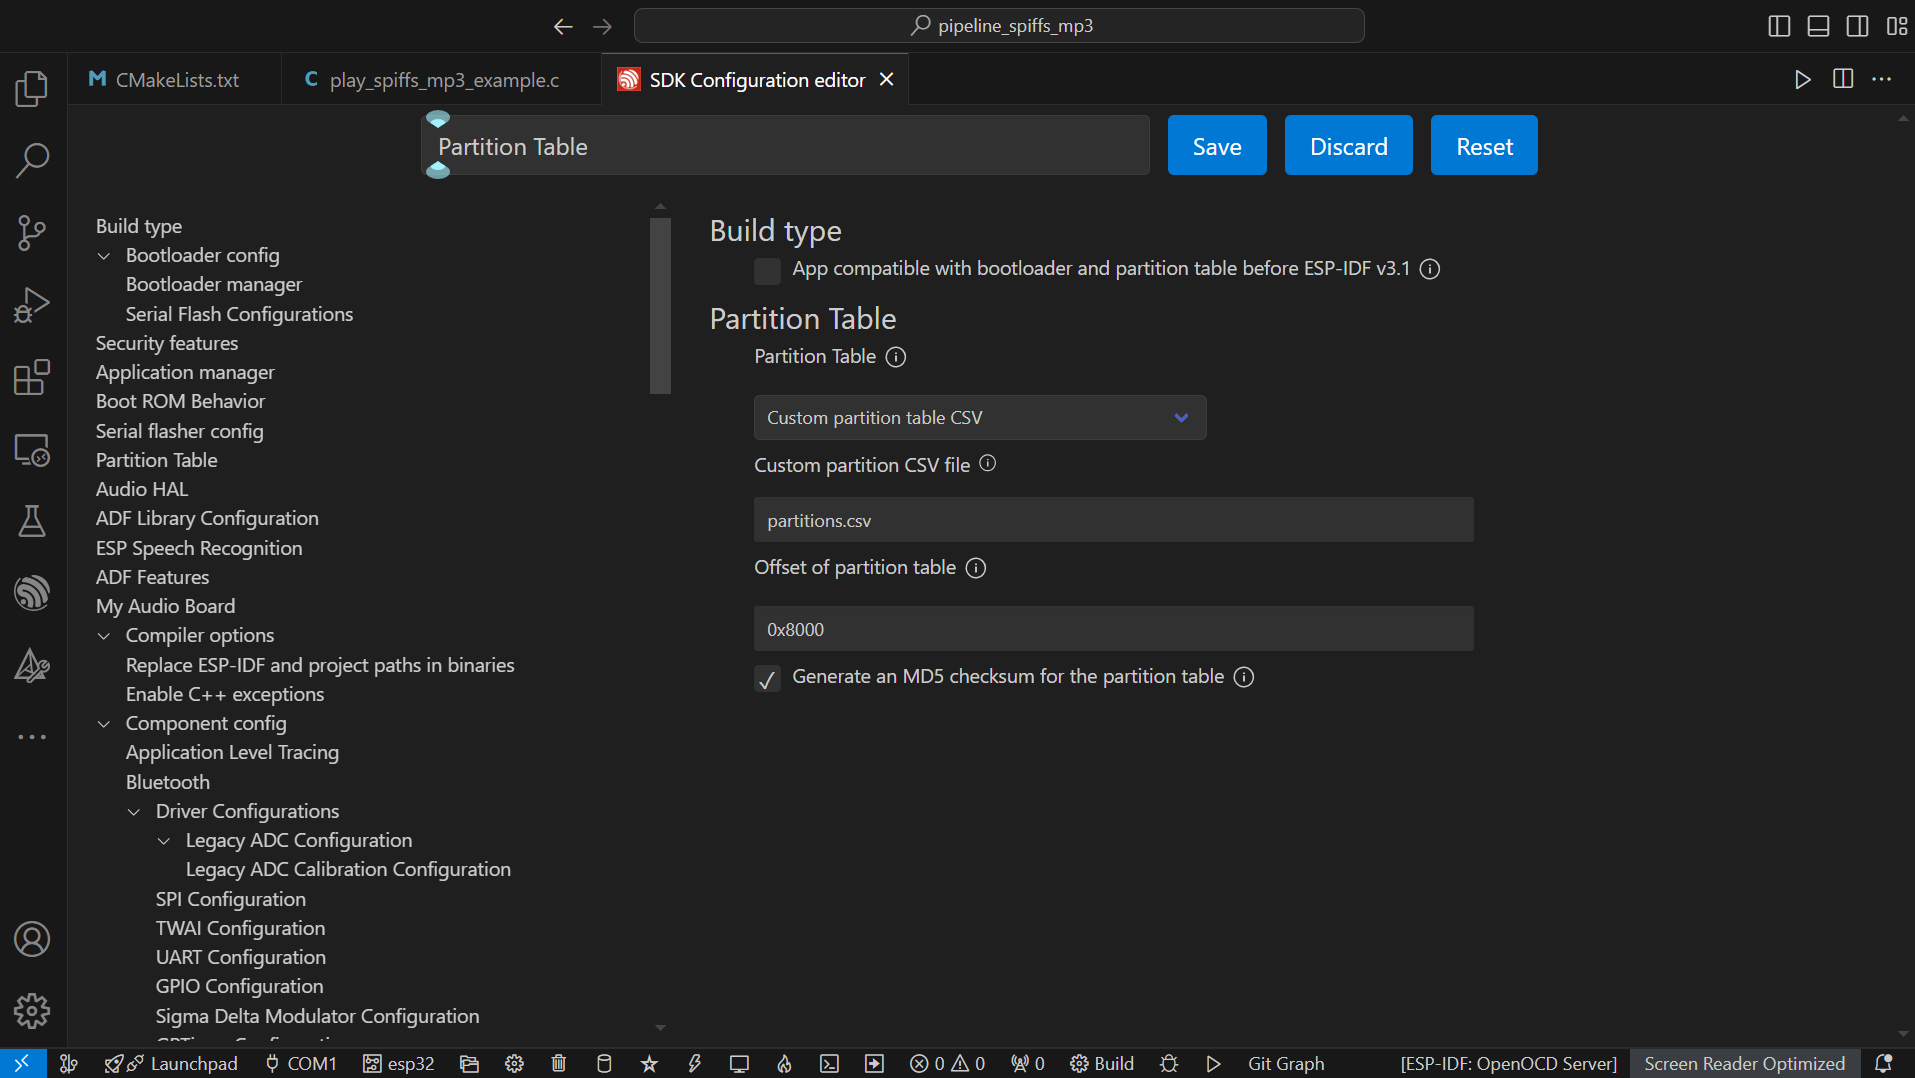 pipeline_spiffs_mp3
M CMakeLists.txt
C play_spiffs_mp3_example.c
SDK Configuration editor
Partition Table
Save
Discard
Reset
Build type
Bootloader config
Bootloader manager
Serial Flash Configurations
Security features
Application manager
Boot ROM Behavior
Serial flasher config
Partition Table
Audio HAL
ADF Library Configuration
ESP Speech Recognition
ADF Features
My Audio Board
Compiler options
Replace ESP-IDF and project paths in binaries
Enable C++ exceptions
Component config
Application Level Tracing
Bluetooth
Driver Configurations
Legacy ADC Configuration
Legacy ADC Calibration Configuration
SPI Configuration
TWAI Configuration
UART Configuration
GPIO Configuration
Sigma Delta Modulator Configuration
Build type
App compatible with bootloader and partition table before ESP-IDF v3.1
Partition Table
Partition Table
Custom partition table CSV
Custom partition CSV file
partitions.csv
Offset of partition table
0x8000
Generate an MD5 checksum for the partition table
Launchpad COM1 esp32 0 0 0 Build Git Graph [ESP-IDF: OpenOCD Server] Screen Reader Optimized